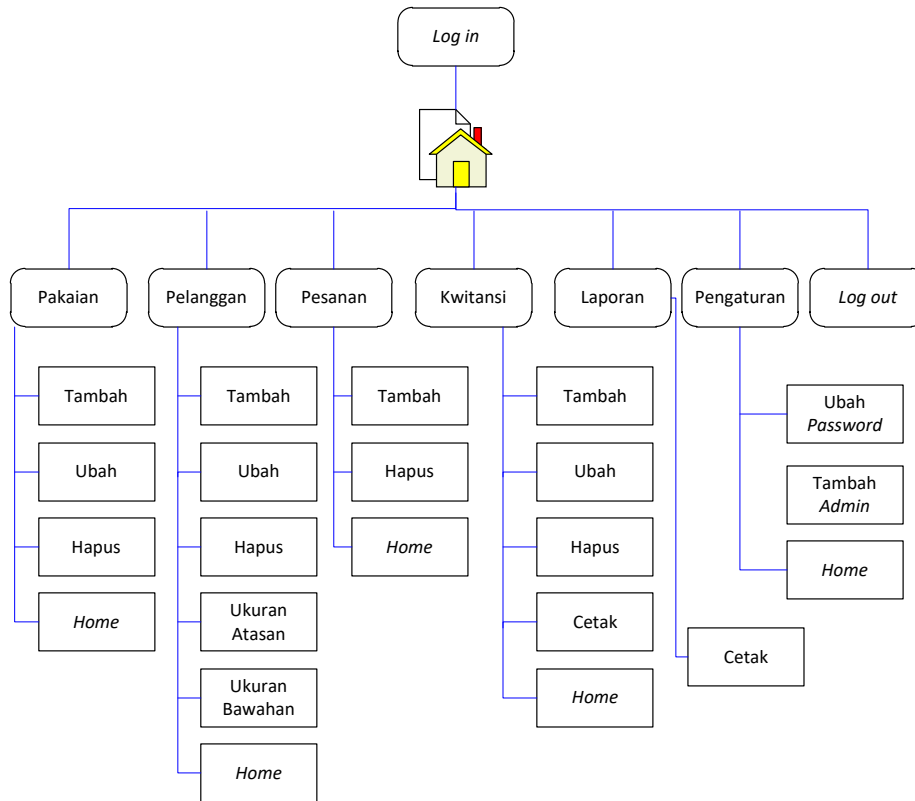 Log in
Pakaian
Pelanggan
Pesanan
Kwitansi
Laporan
Pengaturan
Log out
Tambah
Ubah
Hapus
Home
Tambah
Ubah
Hapus
Ukuran
Atasan
Ukuran
Bawahan
Home
Tambah
Hapus
Home
Tambah
Ubah
Hapus
Cetak
Home
Cetak
Ubah
Password
Tambah
Admin
Home